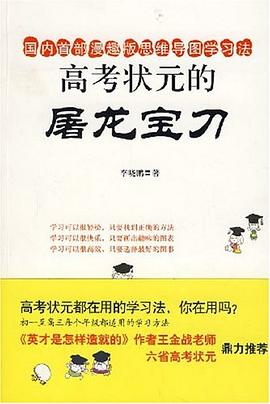 国内首部漫趣版思维导图学习法
高考状元的
屠龙宝刀
李晓鹏 著
学习可以很轻松，只要找到正确的方法
学习可以很快乐，只要画出趣味的图表
学习可以很高效，只要选择最好的图书
高考状元都在用的学习法，你在用吗？
初一至高三每个年级都适用的学习方法
《英才是怎样造就的》作者王金战老师
六省高考状元
鼎力推荐